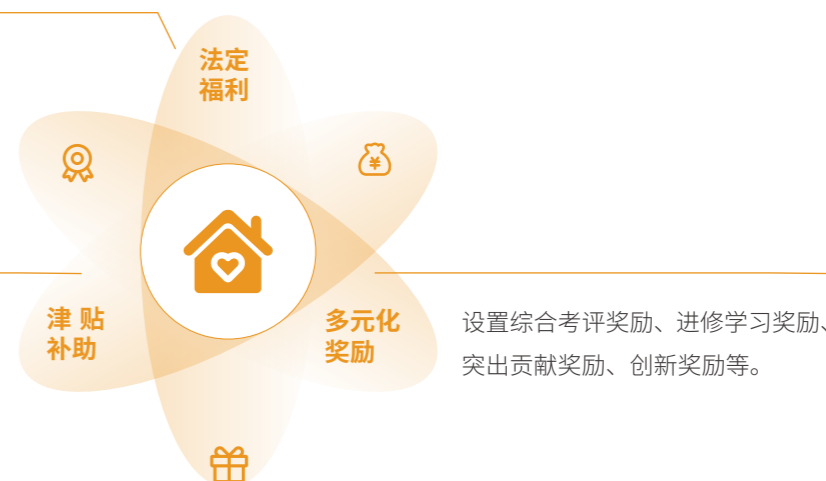 法定
福利
津 贴
补助
多元化
奖励
设置综合考评奖励、进修学习奖励、
突出贡献奖励、创新奖励等。